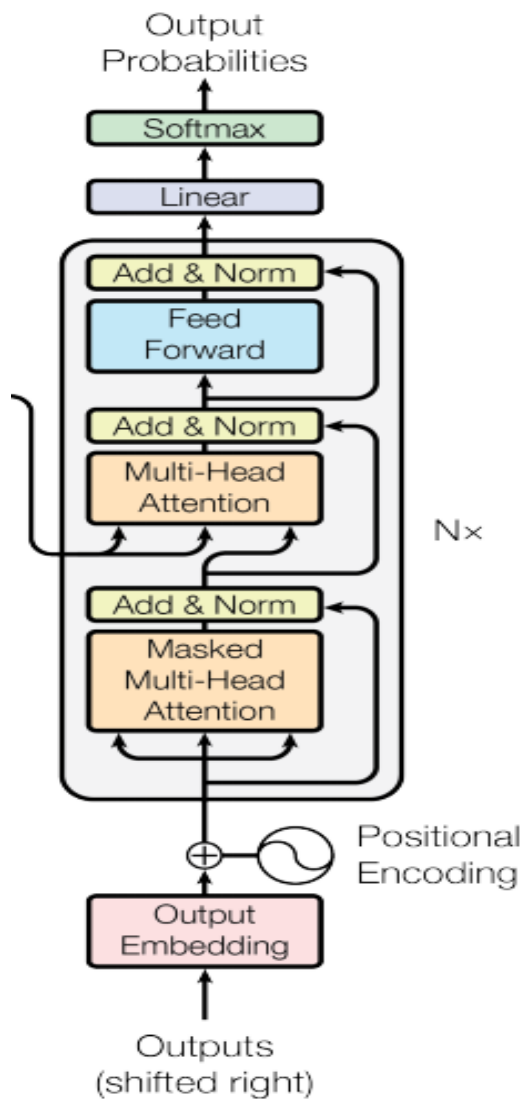 Output
Probabilities
Softmax
Linear
Add & Norm
Feed
Forward
Add & Norm
Multi-Head
Attention
N×
Add & Norm
Masked
Multi-Head
Attention
Positional
Encoding
Output
Embedding
Outputs
(shifted right)